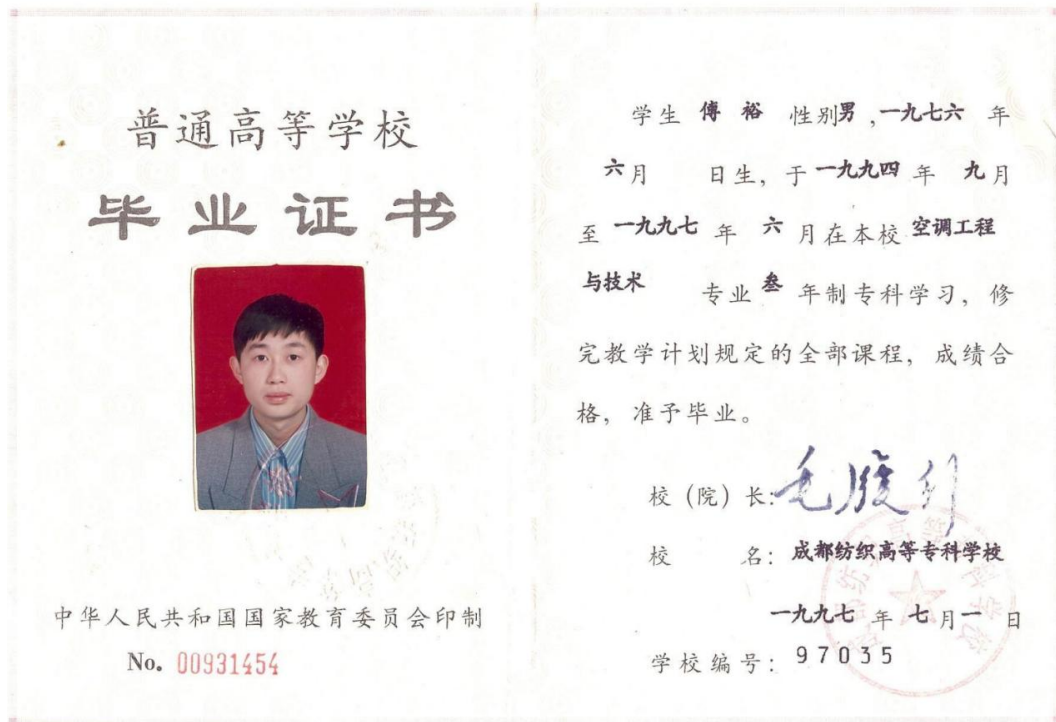 普通高等学校
毕业证书
中华人民共和国国家教育委员会印制
No. 00931454
学生 傅 裕 性别男,一九七六 年
六月 日生，于一九九四年 九月
至 一九九七 年 六 月在本校 空调工程
与技术 专业 叁 年制专科学习，修
完教学计划规定的全部课程，成绩合
格，准予毕业。
校（院）长:
校 名：成都纺织高等专科学校
一九九七 年 七月一 日
学校编号：97035